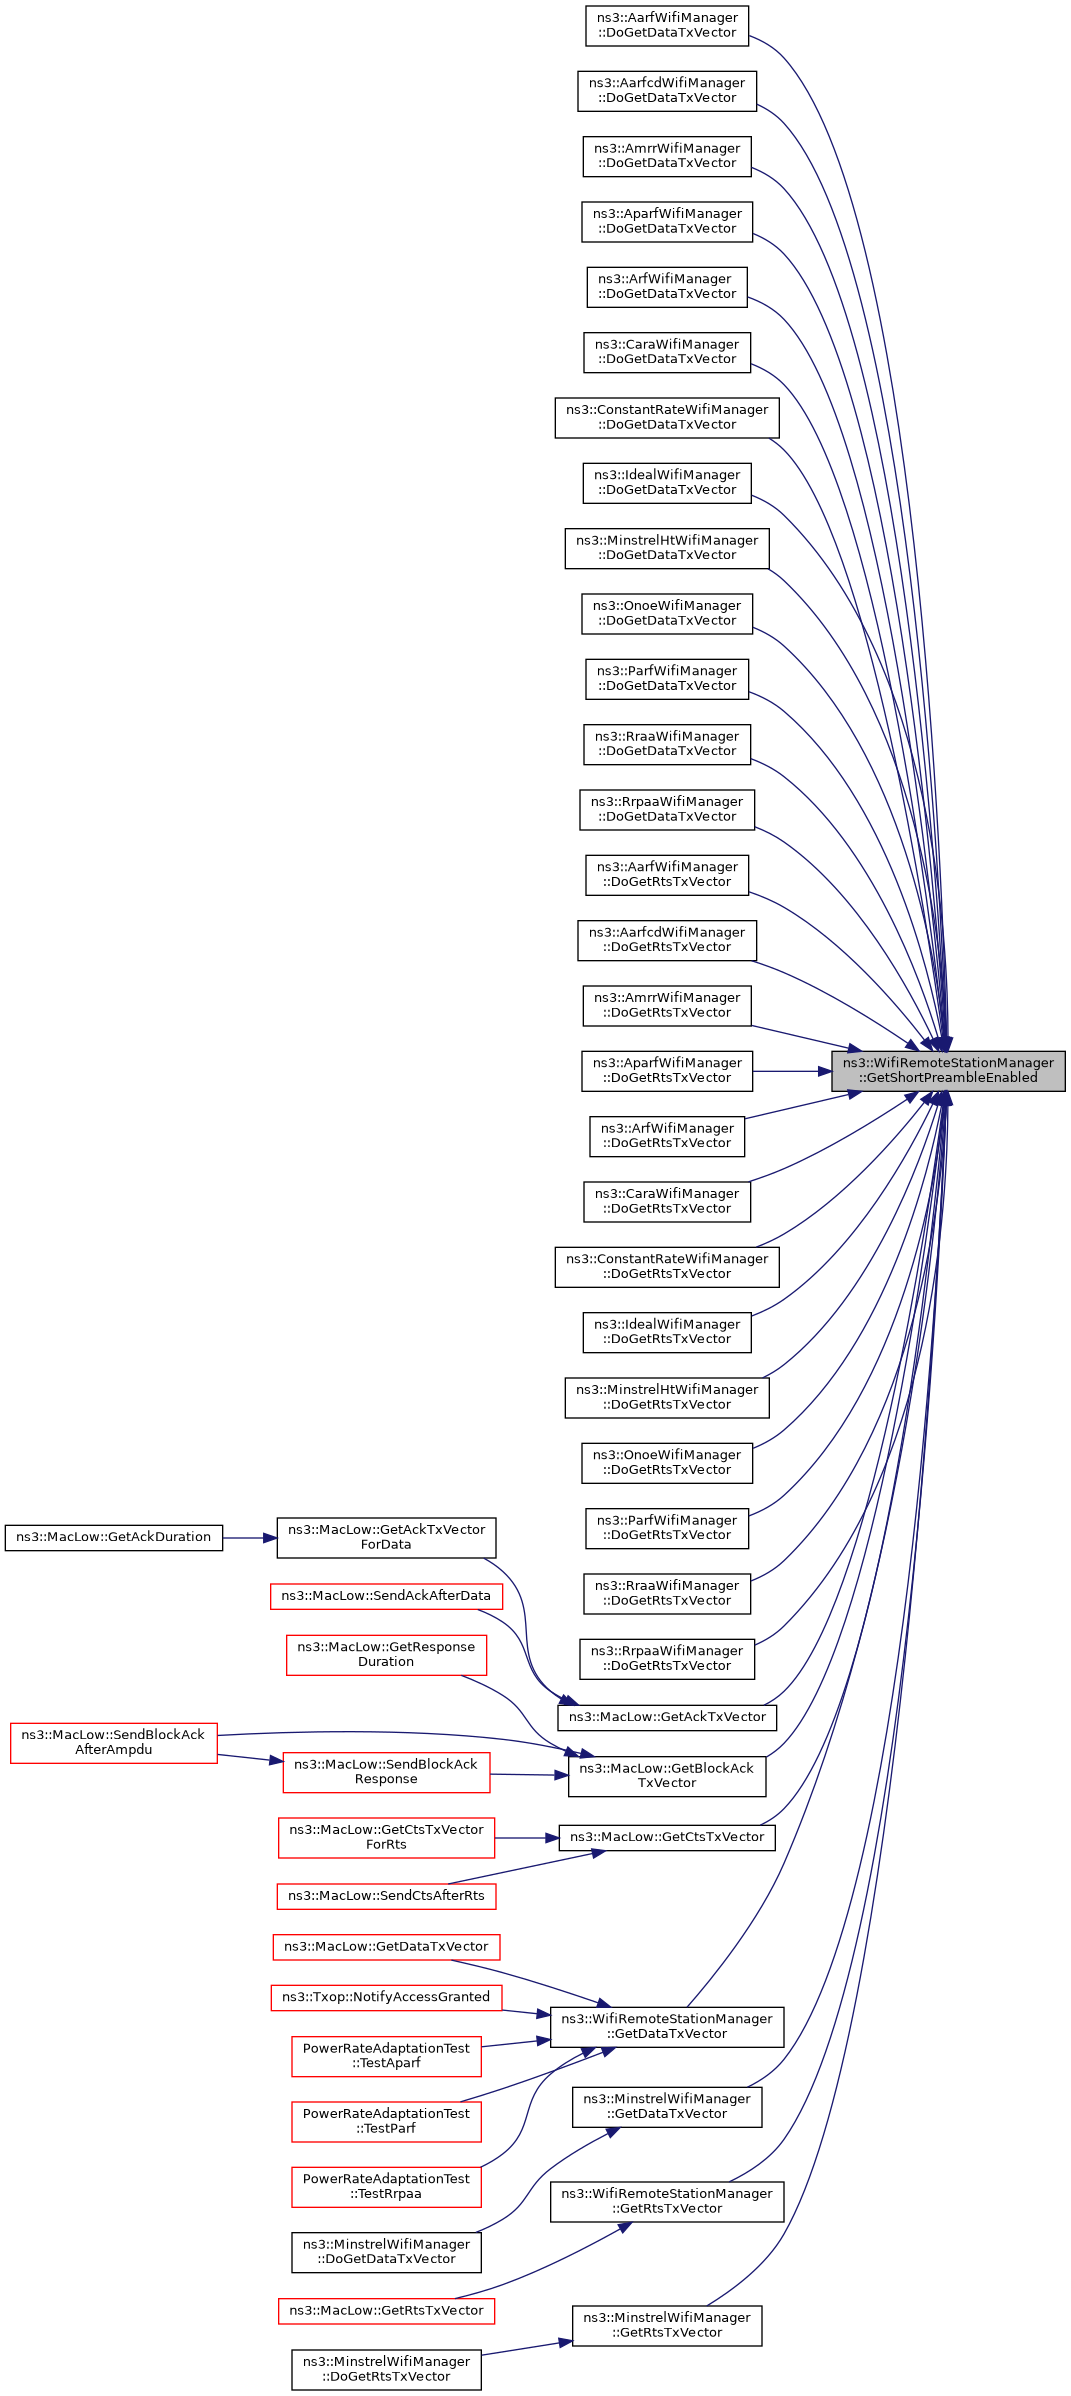 ns3::AarfWifiManager
::DoGetDataTxVector
ns3::AarfcdWifiManager
::DoGetDataTxVector
ns3::AmrrWifiManager
::DoGetDataTxVector
ns3::AparfWifiManager
::DoGetDataTxVector
ns3::ArfWifiManager
::DoGetDataTxVector
ns3::CaraWifiManager
::DoGetDataTxVector
ns3::ConstantRateWifiManager
::DoGetDataTxVector
ns3::IdealWifiManager
::DoGetDataTxVector
ns3::MinstrelHtWifiManager
::DoGetDataTxVector
ns3::OnoeWifiManager
::DoGetDataTxVector
ns3::ParfWifiManager
::DoGetDataTxVector
ns3::RraaWifiManager
::DoGetDataTxVector
ns3::RrpaaWifiManager
::DoGetDataTxVector
ns3::AarfWifiManager
::DoGetRtsTxVector
ns3::AarfcdWifiManager
::DoGetRtsTxVector
ns3::AmrrWifiManager
::DoGetRtsTxVector
ns3::WifiRemoteStationManager
::GetShortPreambleEnabled
ns3::AparfWifiManager
::DoGetRtsTxVector
ns3::ArfWifiManager
::DoGetRtsTxVector
ns3::CaraWifiManager
::DoGetRtsTxVector
ns3::ConstantRateWifiManager
::DoGetRtsTxVector
ns3::IdealWifiManager
::DoGetRtsTxVector
ns3::MinstrelHtWifiManager
::DoGetRtsTxVector
ns3::OnoeWifiManager
::DoGetRtsTxVector
ns3::ParfWifiManager
::DoGetRtsTxVector
ns3::MacLow::GetAckDuration
ns3::MacLow::GetAckTxVector
ForData
ns3::RraaWifiManager
::DoGetRtsTxVector
ns3::MacLow::SendAckAfterData
ns3::RrpaaWifiManager
::DoGetRtsTxVector
ns3::MacLow::GetResponse
Duration
ns3::MacLow::GetAckTxVector
ns3::MacLow::SendBlockAck
AfterAmpdu
ns3::MacLow::SendBlockAck
Response
ns3::MacLow::GetBlockAck
TxVector
ns3::MacLow::GetCtsTxVector
ForRts
ns3::MacLow::GetCtsTxVector
ns3::MacLow::SendCtsAfterRts
ns3::MacLow::GetDataTxVector
ns3::Txop::NotifyAccessGranted
ns3::WifiRemoteStationManager
::GetDataTxVector
PowerRateAdaptationTest
::TestAparf
PowerRateAdaptationTest
::TestParf
ns3::MinstrelWifiManager
::GetDataTxVector
PowerRateAdaptationTest
::TestRrpaa
ns3::WifiRemoteStationManager
::GetRtsTxVector
ns3::MinstrelWifiManager
::DoGetDataTxVector
ns3::MacLow::GetRtsTxVector
ns3::MinstrelWifiManager
::GetRtsTxVector
ns3::MinstrelWifiManager
::DoGetRtsTxVector